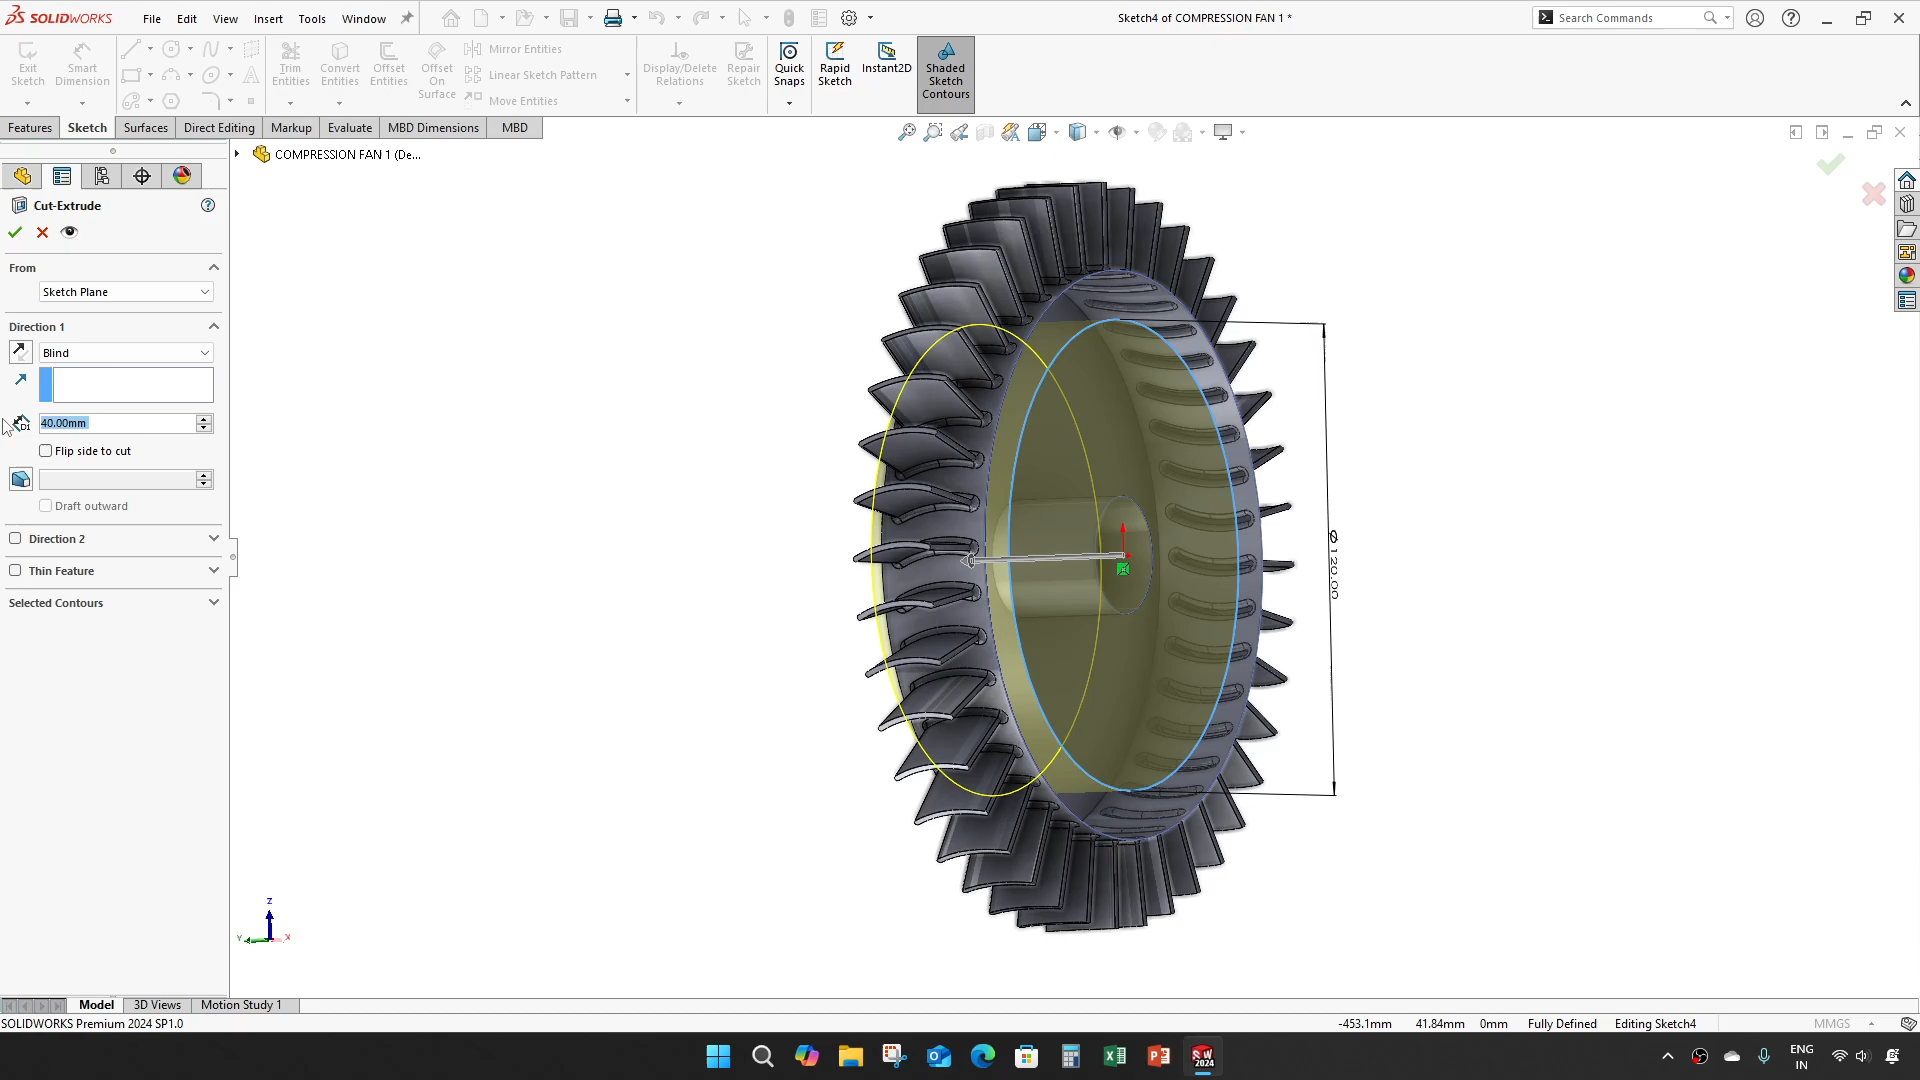 SOLIDWORKS File Edit View Insert Tools Window Sketch4 of COMPRESSION FAN 1 * Search Commands
Exit Sketch
Smart Dimension
Trim Entities
Convert Entities
Offset Entities
Offset On Surface
Mirror Entities
Linear Sketch Pattern
Move Entities
Display/Delete Relations
Repair Sketch
Quick Snaps
Rapid Sketch
Instant2D
Shaded Sketch Contours
Features Sketch Surfaces Direct Editing Markup Evaluate MBD Dimensions MBD
COMPRESSION FAN 1 (De...
Cut-Extrude
From
Sketch Plane
Direction 1
Blind
D1 40.00mm
Flip side to cut
Draft outward
Direction 2
Thin Feature
Selected Contours
Ø120.00
Z
Y X
Model 3D Views Motion Study 1
SOLIDWORKS Premium 2024 SP1.0 -453.1mm 41.84mm 0mm Fully Defined Editing Sketch4 MMGS
SW 2024
ENG
IN